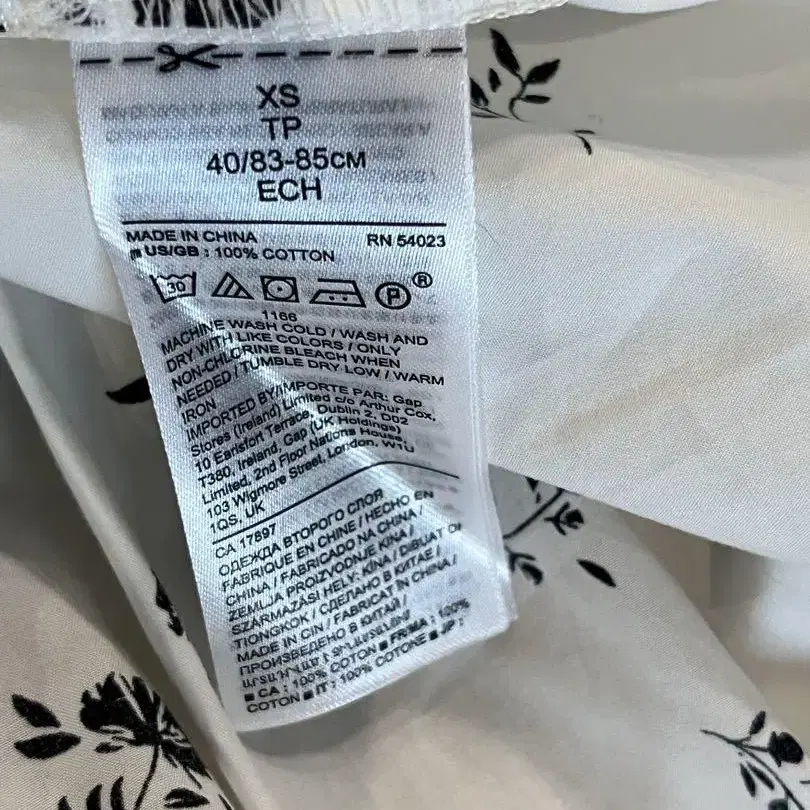 XS
TP
40/83-85CM
ECH
MADE IN CHINA RN 54023
US/GB : 100% COTTON
30 P ®
1166
MACHINE WASH COLD / WASH AND
DRY WITH LIKE COLORS / ONLY
NON-CHLORINE BLEACH WHEN
NEEDED / TUMBLE DRY LOW / WARM
IRON
IMPORTED BY/IMPORTE PAR: Gap
Stores (Ireland) Limited c/o Arthur Cox,
10 Earlsfort Terrace, Dublin 2, D02
T380, Ireland, Gap (UK Holdings)
Limited, 2nd Floor Nations House,
103 Wigmore Street, London, W1U
1QS, UK
CA 17897
ОДЕЖДА ВТОРОГО СЛОЯ
FABRIQUE EN CHINE / HECHO EN
CHINA / FABRICADO NA CHINA /
ZEMLJA PROIZVODNJE KINA /
SZÁRMAZÁSI HELY: KÍNA / DIBUAT DI
TIONGKOK / СДЕЛАНО В КИТАЕ /
MADE IN CIN / FABRICAT ÎN CHINA /
ПРОИЗВЕДЕНО В КИТАЙ /
■ FR/MA : 100%
■ CA : 100% COTTON ■ JP :
COTON ■ IT : 100% COTONE